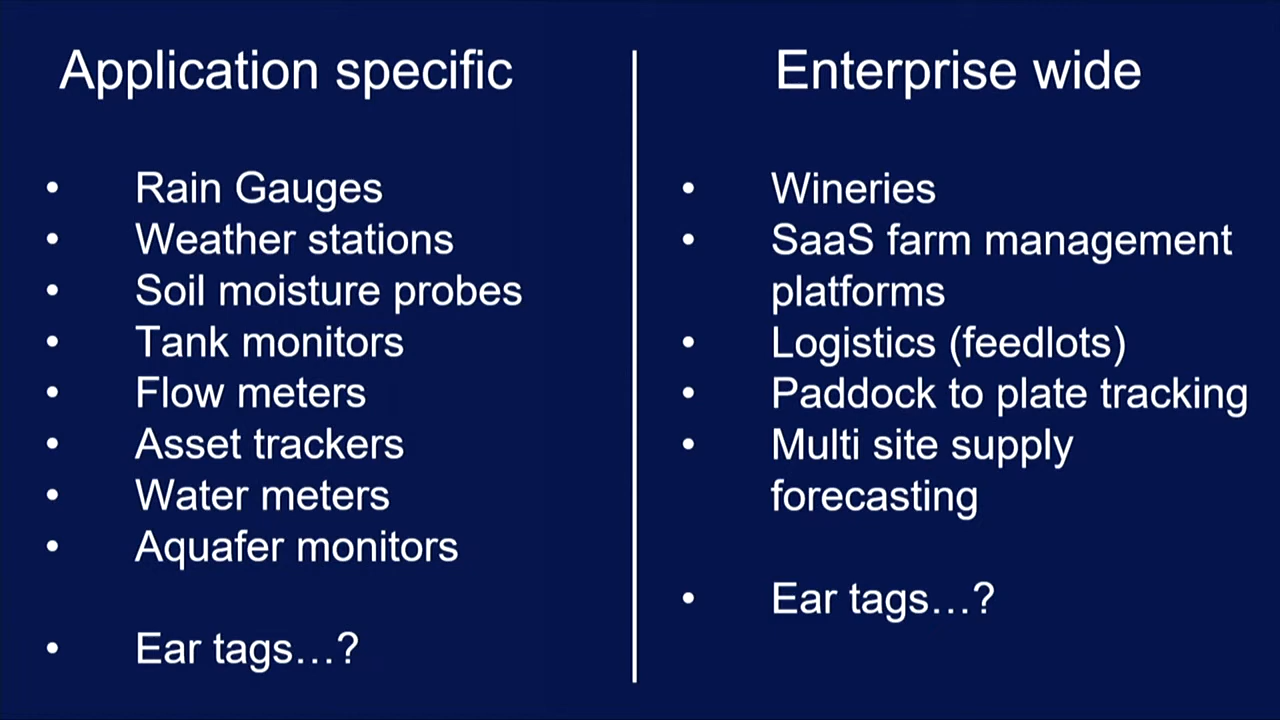 Application specific
• Rain Gauges
• Weather stations
• Soil moisture probes
• Tank monitors
• Flow meters
• Asset trackers
• Water meters
• Aquafer monitors
• Ear tags...?
Enterprise wide
• Wineries
• SaaS farm management
platforms
• Logistics (feedlots)
• Paddock to plate tracking
• Multi site supply
forecasting
• Ear tags...?